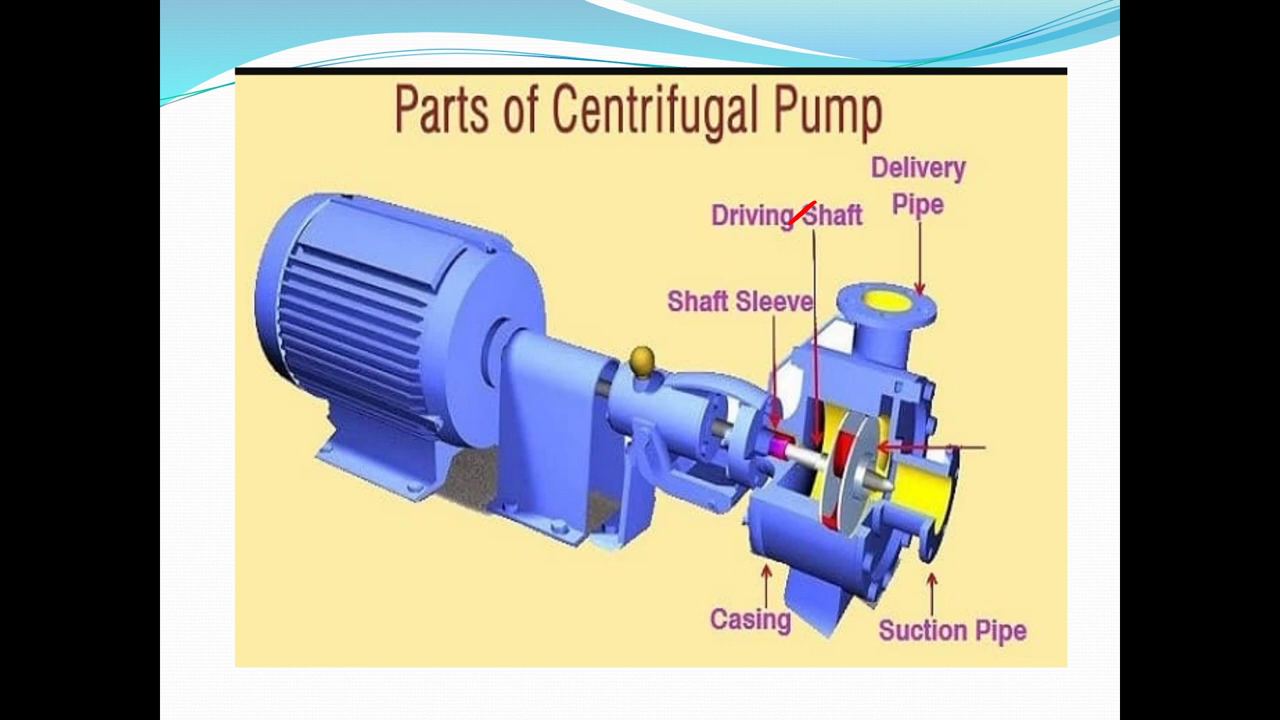 Parts of Centrifugal Pump
Delivery
Pipe
Driving Shaft
Shaft Sleeve
Casing
Suction Pipe